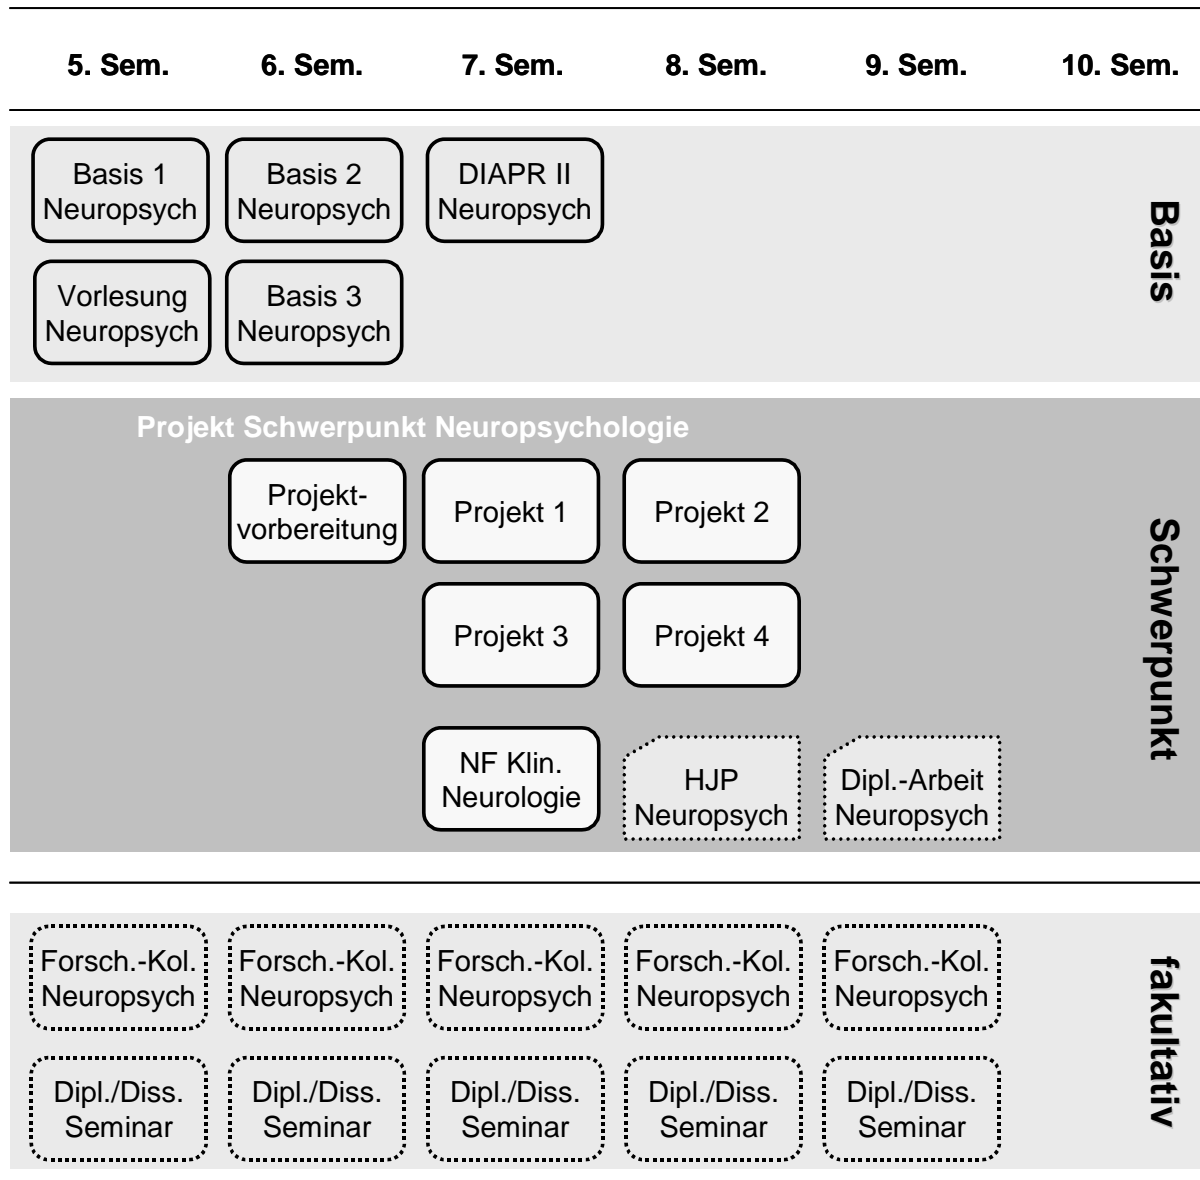 5. Sem.
6. Sem.
7. Sem.
8. Sem.
9. Sem.
10. Sem.
Basis 1
Neuropsych
Basis 2
Neuropsych
DIAPR II
Neuropsych
Vorlesung
Neuropsych
Basis 3
Neuropsych
Basis
Projekt Schwerpunkt Neuropsychologie
Projekt-
vorbereitung
Projekt 1
Projekt 2
Projekt 3
Projekt 4
NF Klin.
Neurologie
HJP
Neuropsych
Dipl.-Arbeit
Neuropsych
Schwerpunkt
Forsch.-Kol.
Neuropsych
Forsch.-Kol.
Neuropsych
Forsch.-Kol.
Neuropsych
Forsch.-Kol.
Neuropsych
Forsch.-Kol.
Neuropsych
Dipl./Diss.
Seminar
Dipl./Diss.
Seminar
Dipl./Diss.
Seminar
Dipl./Diss.
Seminar
Dipl./Diss.
Seminar
fakultativ